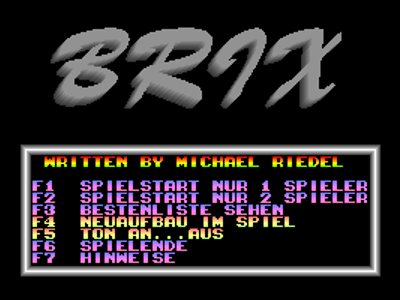 BRIX
WRITTEN BY MICHAEL RIEDEL
F1 SPIELSTART NUR 1 SPIELER
F2 SPIELSTART NUR 2 SPIELER
F3 BESTENLISTE SEHEN
F4 NEUAUFBAU IM SPIEL
F5 TON AN...AUS
F6 SPIELENDE
F7 HINWEISE